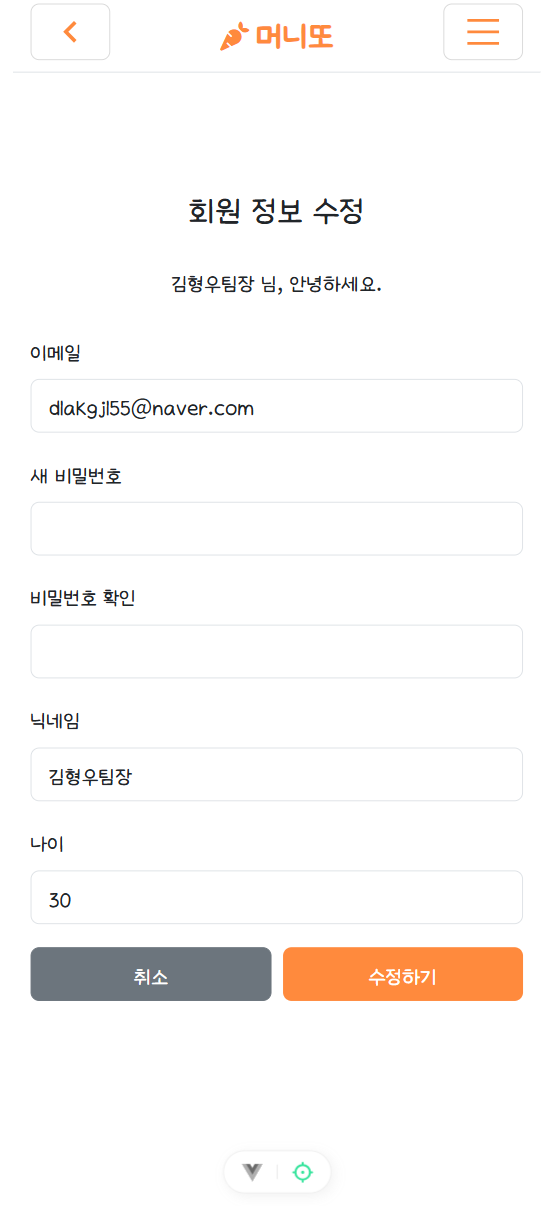 머니또
회원 정보 수정
김형우팀장 님, 안녕하세요.
이메일
dlakgjl55@naver.com
새 비밀번호
비밀번호 확인
닉네임
김형우팀장
나이
30
취소
수정하기